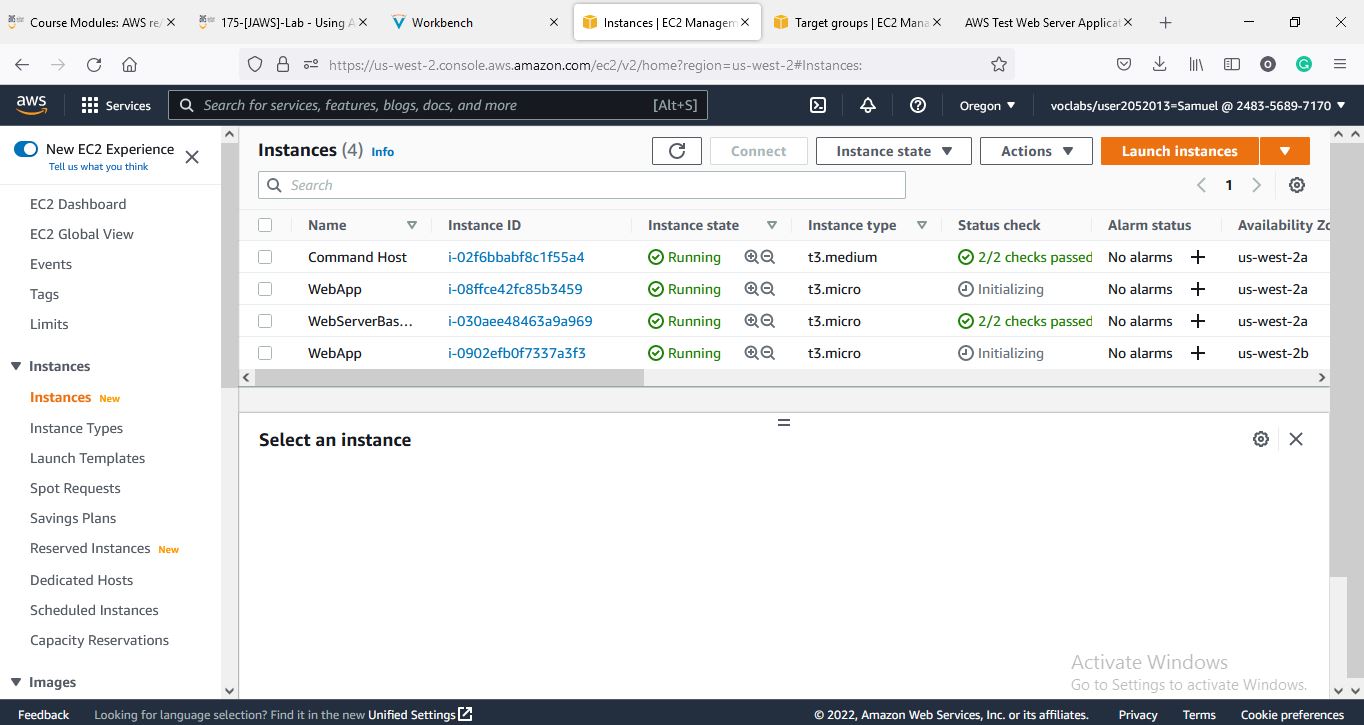 Course Modules: AWS re/
175-[JAWS]-Lab - Using A
Workbench
Instances | EC2 Managem
Target groups | EC2 Mana
AWS Test Web Server Applicat
https://us-west-2.console.aws.amazon.com/ec2/v2/home?region=us-west-2#Instances:
aws
Services
Search for services, features, blogs, docs, and more
[Alt+S]
Oregon
voclabs/user2052013=Samuel @ 2483-5689-7170
New EC2 Experience
Tell us what you think
EC2 Dashboard
EC2 Global View
Events
Tags
Limits
Instances
Instances New
Instance Types
Launch Templates
Spot Requests
Savings Plans
Reserved Instances New
Dedicated Hosts
Scheduled Instances
Capacity Reservations
Images
Instances (4) Info
Connect
Instance state
Actions
Launch instances
Search
1
Name Instance ID Instance state Instance type Status check Alarm status Availability Zo
Command Host i-02f6bbabf8c1f55a4 Running t3.medium 2/2 checks passed No alarms + us-west-2a
WebApp i-08ffce42fc85b3459 Running t3.micro Initializing No alarms + us-west-2a
WebServerBas... i-030aee48463a9a969 Running t3.micro 2/2 checks passed No alarms + us-west-2a
WebApp i-0902efb0f7337a3f3 Running t3.micro Initializing No alarms + us-west-2b
Select an instance
Activate Windows
Go to Settings to activate Windows.
Feedback Looking for language selection? Find it in the new Unified Settings © 2022, Amazon Web Services, Inc. or its affiliates. Privacy Terms Cookie preferences